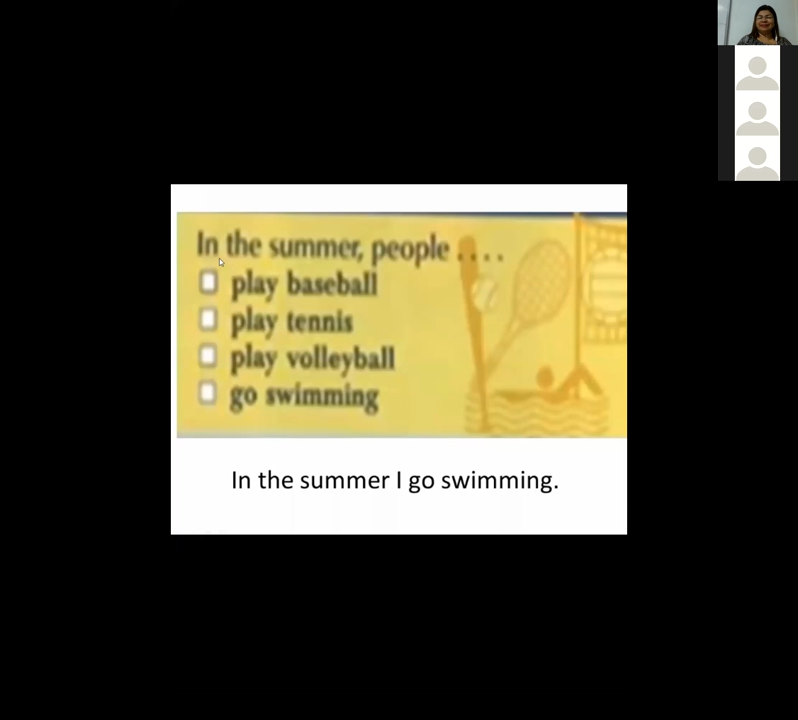 In the summer, people ....
play baseball
play tennis
play volleyball
go swimming
In the summer I go swimming.